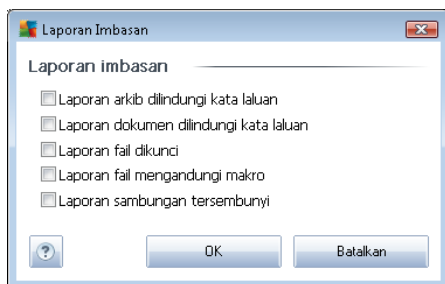 Laporan Imbasan
Laporan imbasan
Laporan arkib dilindungi kata laluan
Laporan dokumen dilindungi kata laluan
Laporan fail dikunci
Laporan fail mengandungi makro
Laporan sambungan tersembunyi
? OK Batalkan